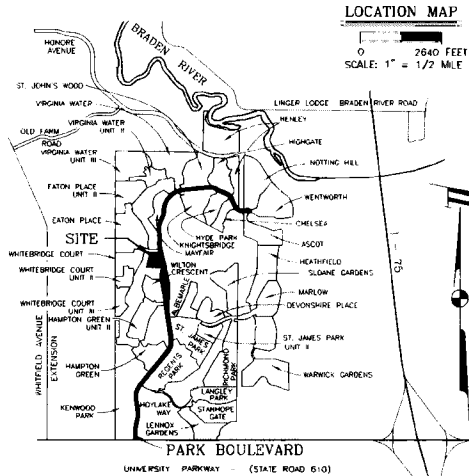 LOCATION MAP
0 2640 FEET
SCALE: 1" = 1/2 MILE
HONORE
AVENUE
BRADEN
RIVER
ST. JOHN'S WOOD
VIRGINIA WATER
VIRGINIA WATER
UNIT II
OLD FARM
ROAD
VIRGINIA WATER
UNIT III
EATON PLACE
UNIT II
EATON PLACE
SITE
WHITEBRIDGE COURT
WHITEBRIDGE COURT
UNIT II
WHITEBRIDGE COURT
UNIT III
HAMPTON GREEN
UNIT II
HAMPTON
GREEN
KENWOOD
PARK
WHITFIELD AVENUE
EXTENSION
LINGER LODGE BRADEN RIVER ROAD
HENLEY
HIGHGATE
NOTTING HILL
WENTWORTH
CHELSEA
ASCOT
HEATHFIELD
SLOANE GARDENS
MARLOW
DEVONSHIRE PLACE
ST. JAMES PARK
UNIT II
WARWICK GARDENS
HYDE PARK
KNIGHTSBRIDGE
MAYFAIR
WILTON
CRESCENT
ST.
JAMES
PARK
REGENTS PARK
RICHMOND PARK
LANGLEY
PARK
HOYLAKE
WAY
STANHOPE
GATE
LENNOX
GARDENS
I-75
PARK BOULEVARD
UNIVERSITY PARKWAY - (STATE ROAD 610)